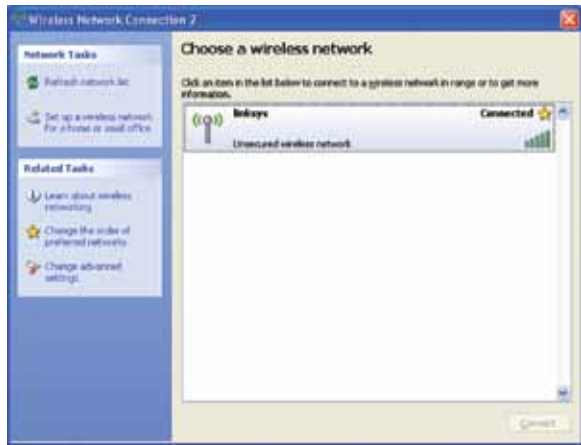 Wireless Network Connection 2
Network Tasks
Refresh network list
Set up a wireless network
for a home or small office
Related Tasks
Learn about wireless
networking
Change the order of
preferred networks
Change advanced
settings
Choose a wireless network
Click an item in the list below to connect to a wireless network in range or to get more
information.
linksys
Connected
Unsecured wireless network
Connect